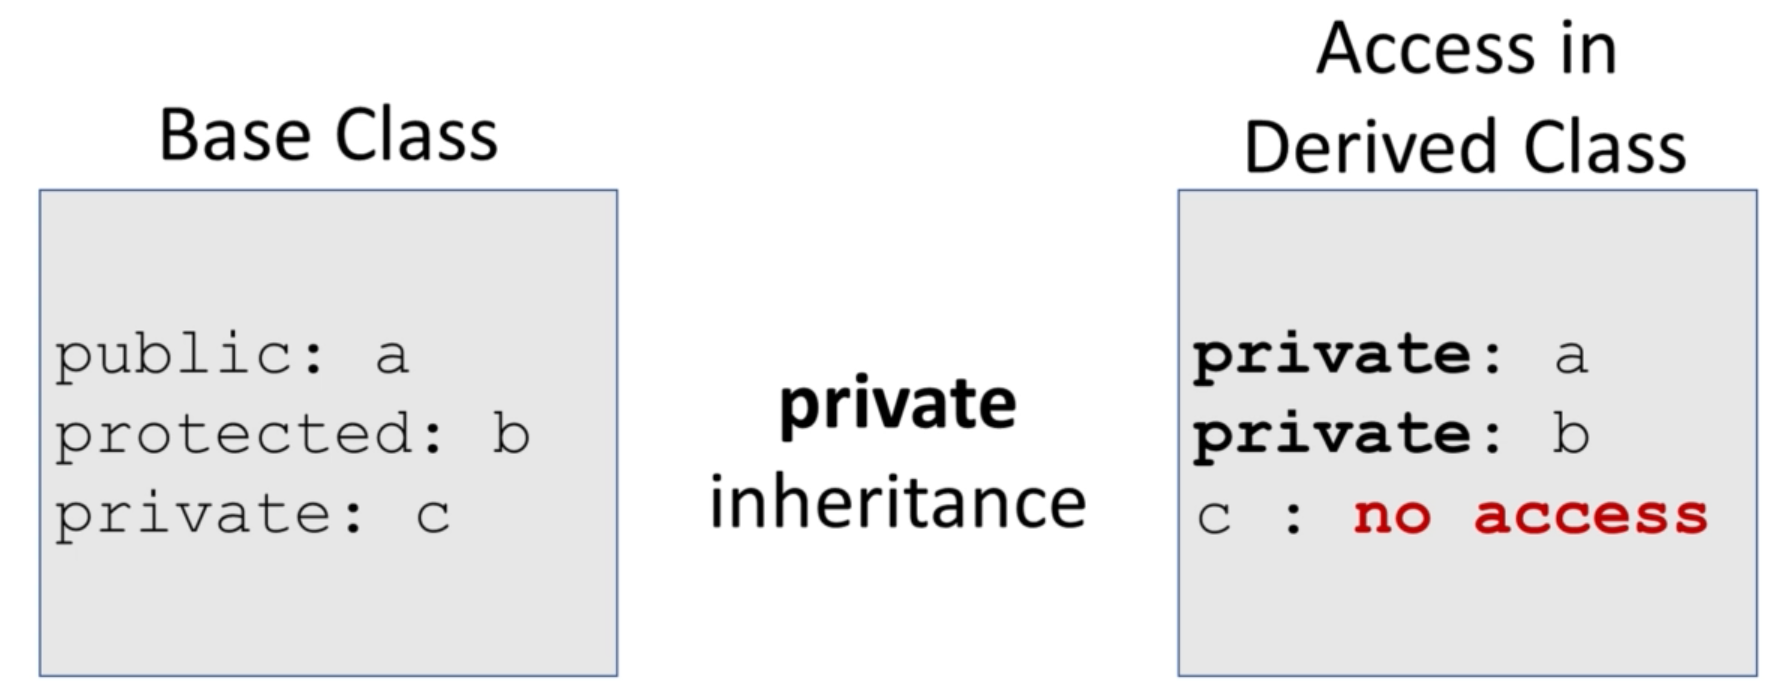 Base Class
public: a
protected: b
private: c
private
inheritance
Access in
Derived Class
private: a
private: b
c : no access